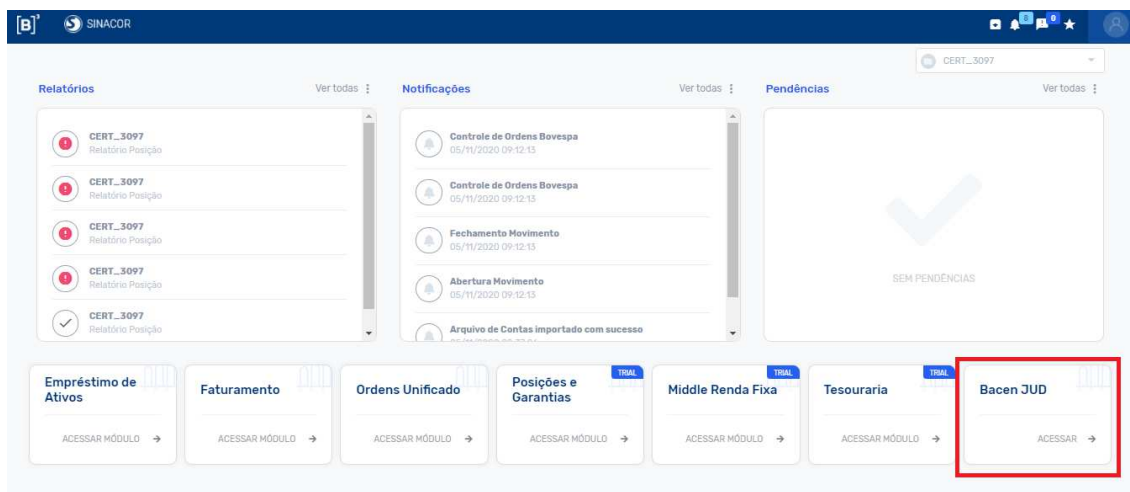 [B]³ SINACOR
0 0
CERT_3097
Relatórios Ver todas
CERT_3097
Relatório Posição
CERT_3097
Relatório Posição
CERT_3097
Relatório Posição
CERT_3097
Relatório Posição
CERT_3097
Relatório Posição
Notificações Ver todas
Controle de Ordens Bovespa
05/11/2020 09:12:13
Controle de Ordens Bovespa
05/11/2020 09:12:13
Fechamento Movimento
05/11/2020 09:12:13
Abertura Movimento
05/11/2020 09:12:13
Arquivo de Contas importado com sucesso
Pendências Ver todas
SEM PENDÊNCIAS
Empréstimo de
Ativos
ACESSAR MÓDULO →
Faturamento
ACESSAR MÓDULO →
Ordens Unificado
ACESSAR MÓDULO →
TRIAL
Posições e
Garantias
ACESSAR MÓDULO →
TRIAL
Middle Renda Fixa
ACESSAR MÓDULO →
TRIAL
Tesouraria
ACESSAR MÓDULO →
Bacen JUD
ACESSAR →